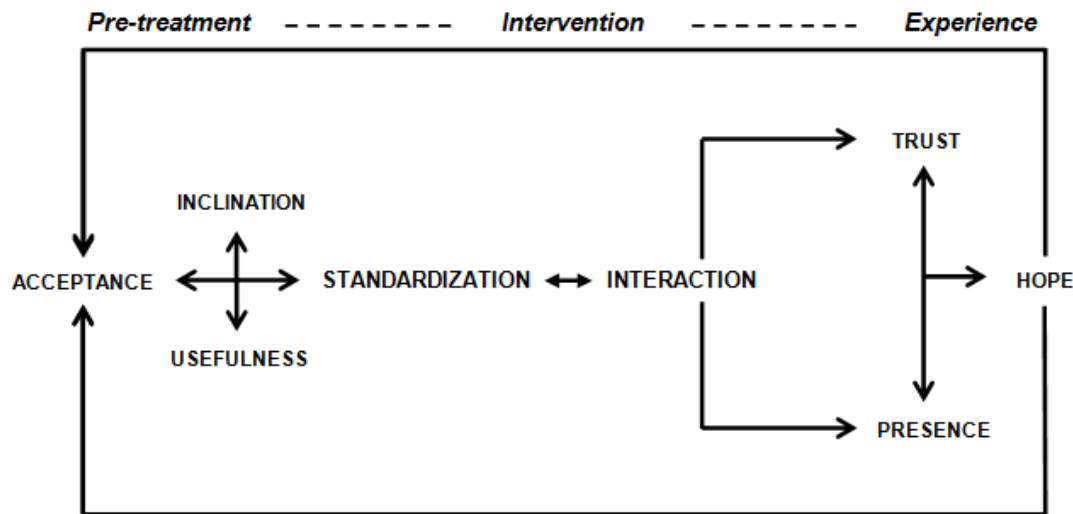 Pre-treatment Intervention Experience
TRUST
INCLINATION
ACCEPTANCE STANDARDIZATION INTERACTION HOPE
USEFULNESS
PRESENCE